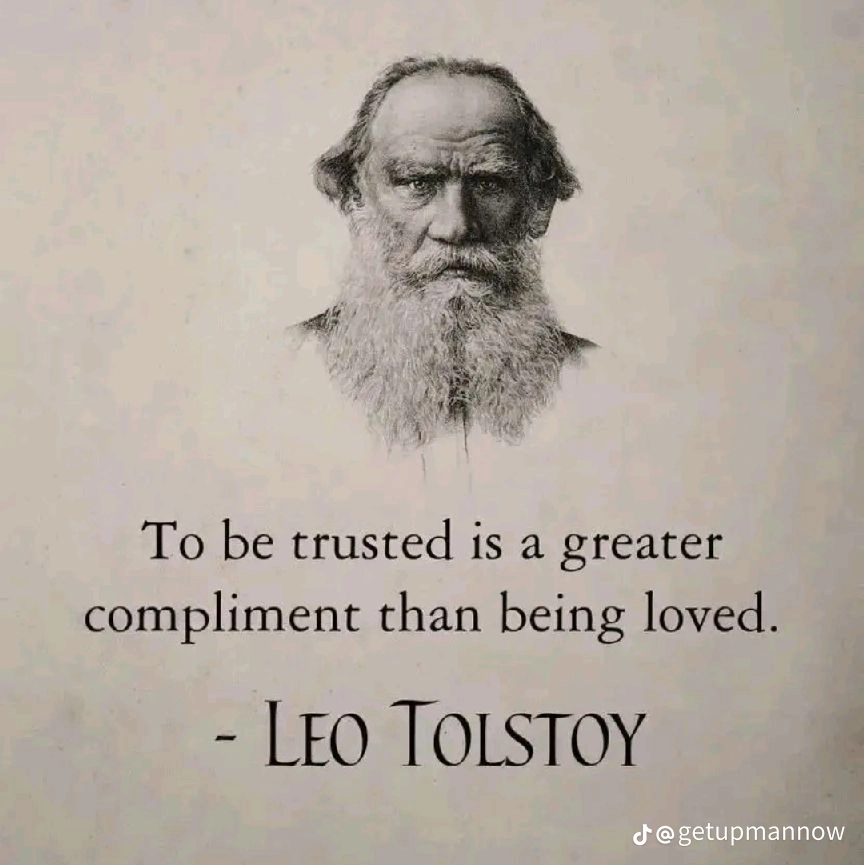 To be trusted is a greater
compliment than being loved.
- LEO TOLSTOY
@getupmannow